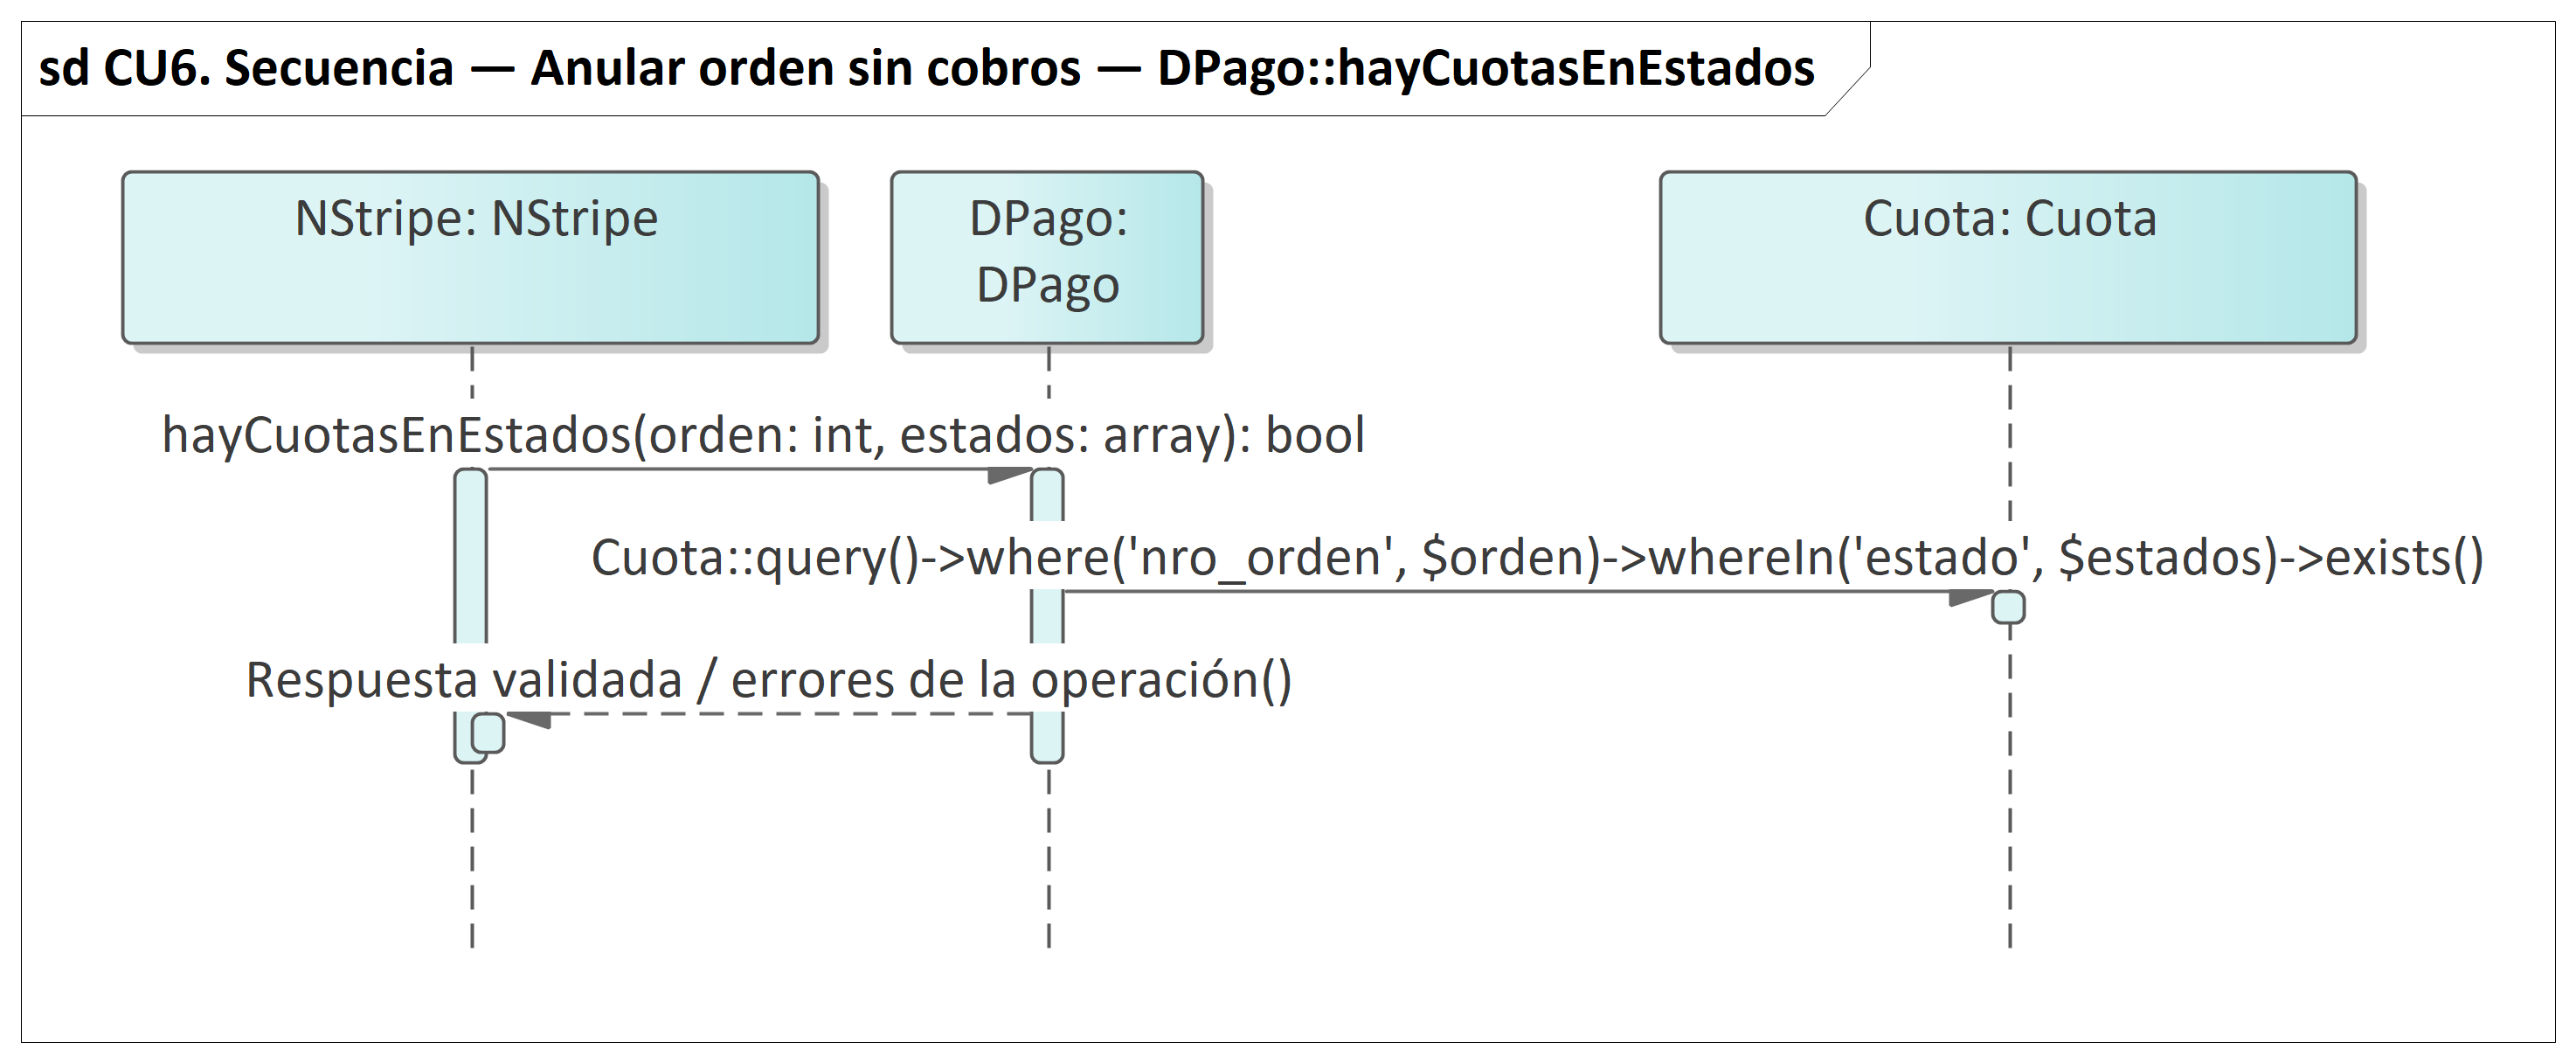 sd CU6. Secuencia — Anular orden sin cobros — DPago::hayCuotasEnEstados
NStripe: NStripe
DPago:
DPago
Cuota: Cuota
hayCuotasEnEstados(orden: int, estados: array): bool
Cuota::query()->where('nro_orden', $orden)->whereIn('estado', $estados)->exists()
Respuesta validada / errores de la operación()